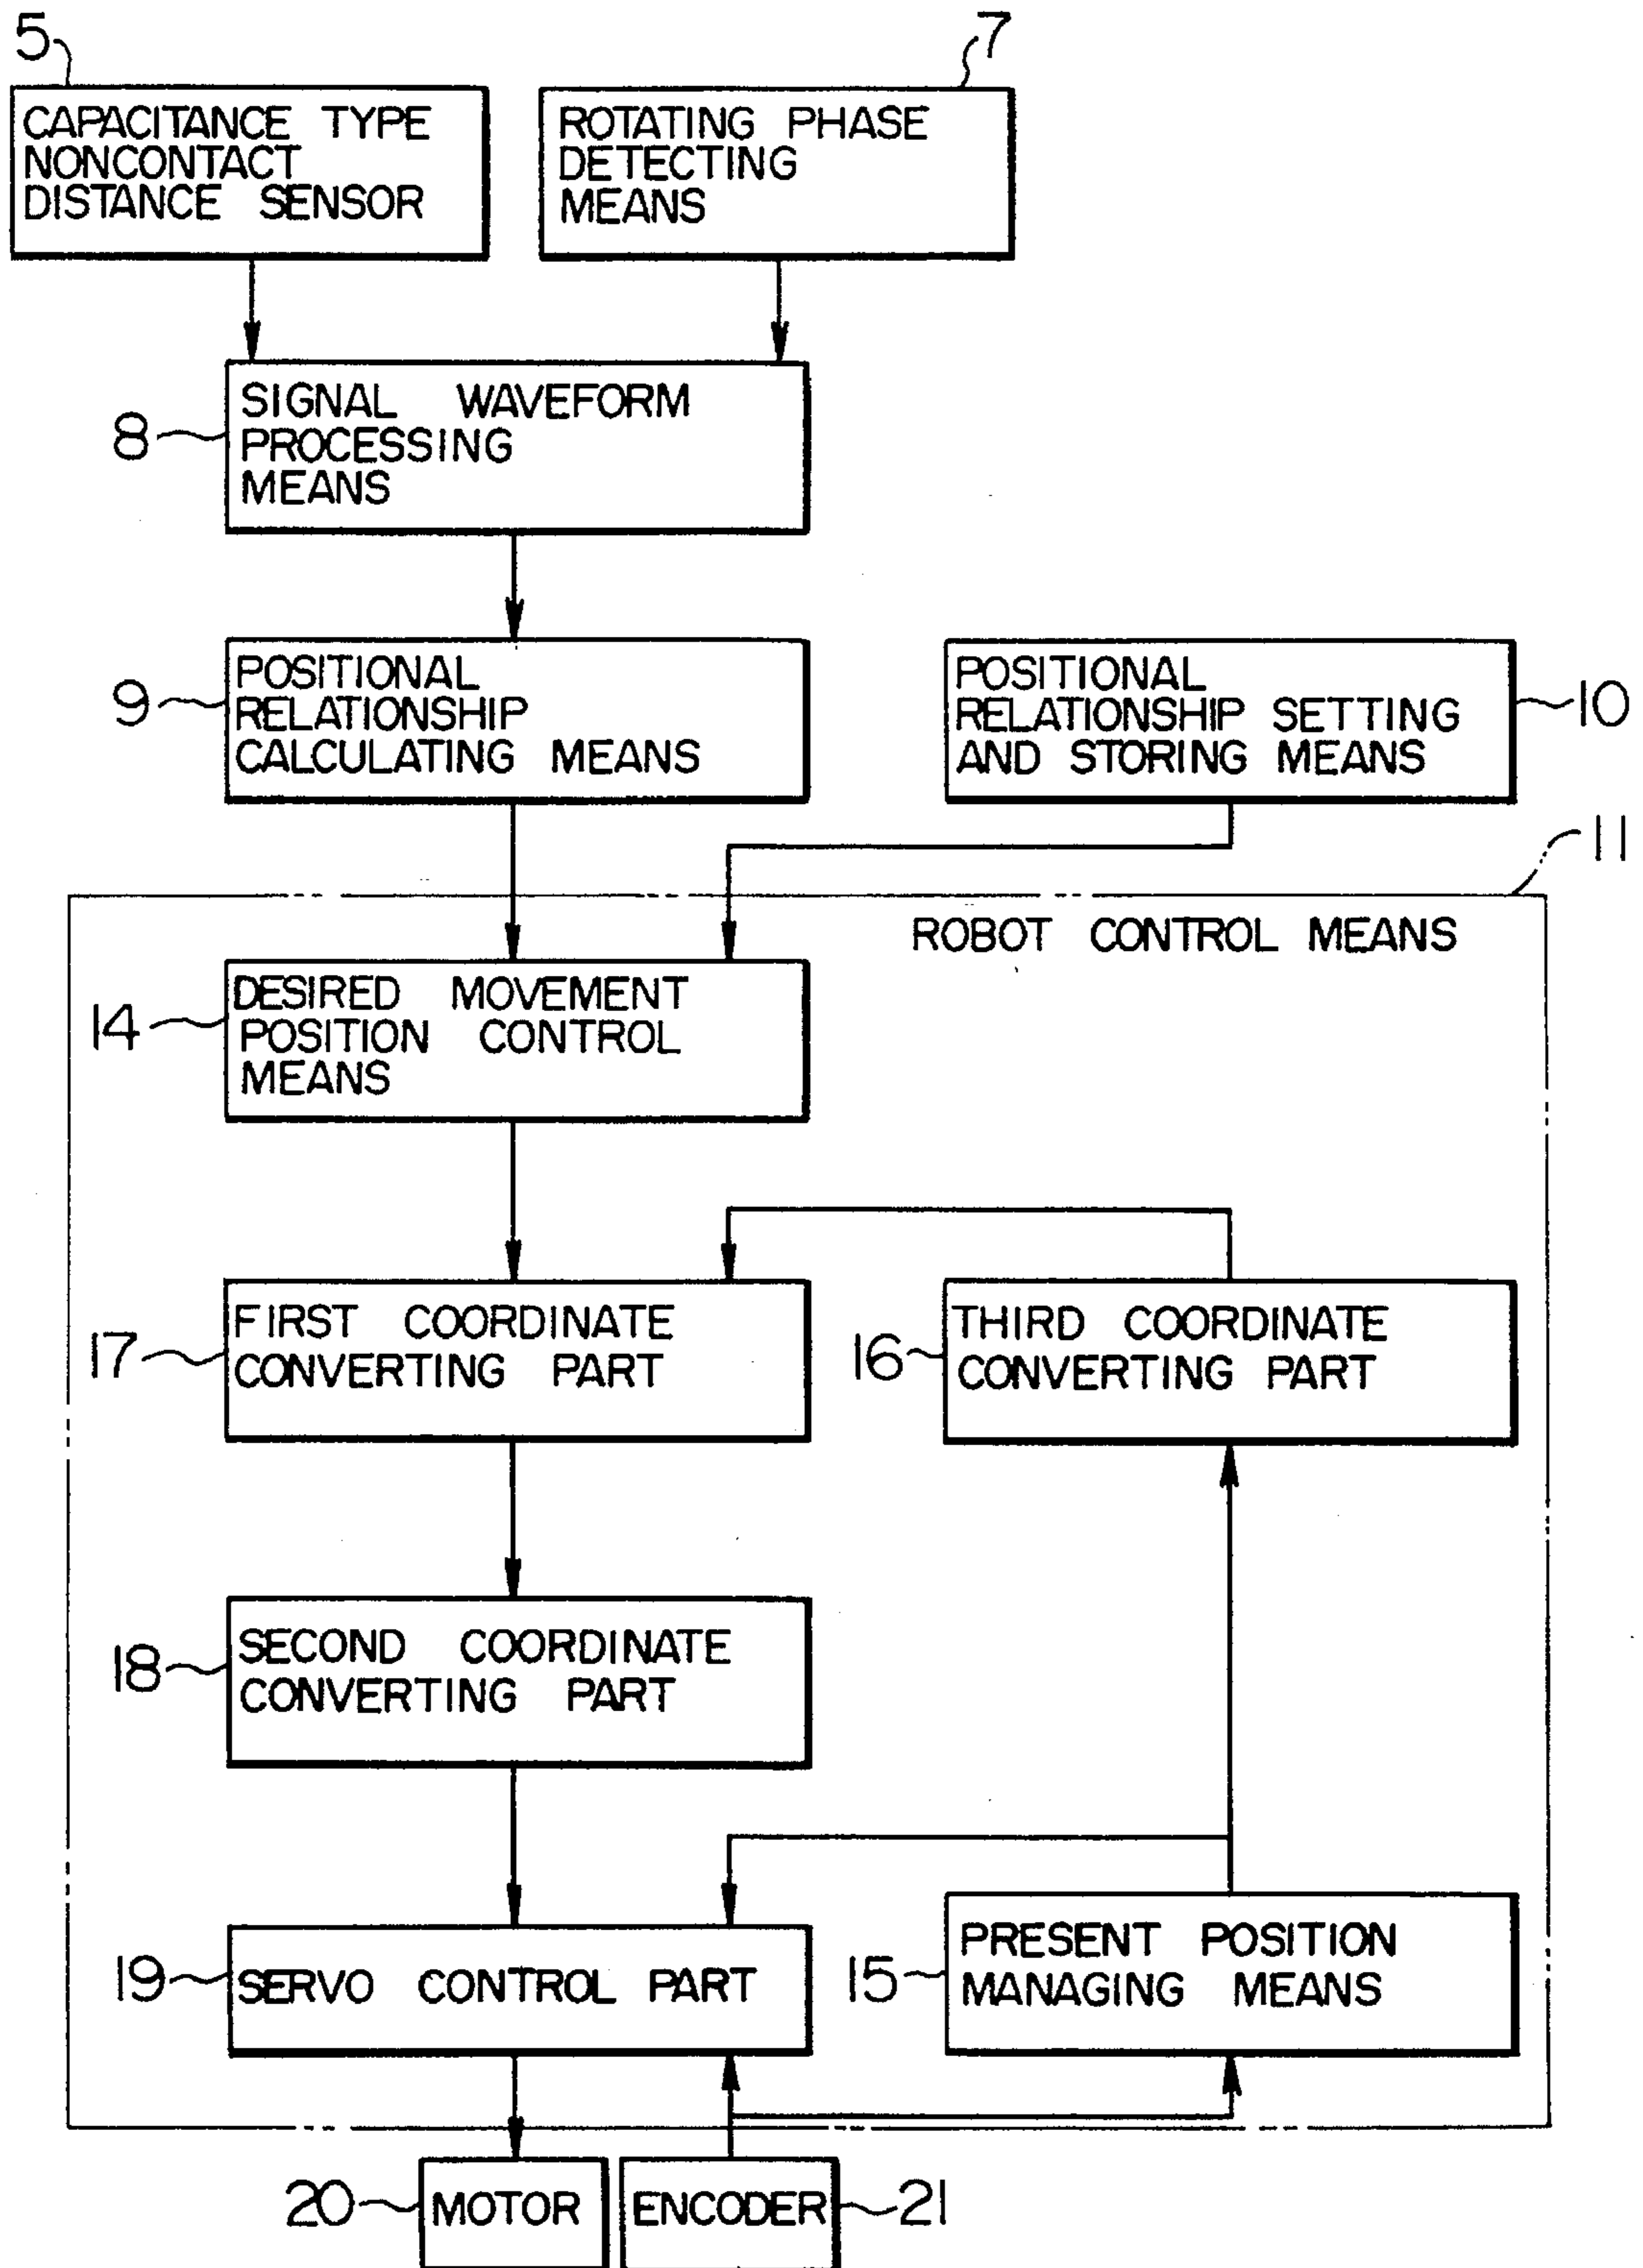 5
7
CAPACITANCE TYPE
NONCONTACT
DISTANCE SENSOR
ROTATING PHASE
DETECTING
MEANS
8
SIGNAL WAVEFORM
PROCESSING
MEANS
9
POSITIONAL
RELATIONSHIP
CALCULATING MEANS
POSITIONAL
RELATIONSHIP SETTING
AND STORING MEANS
10
11
ROBOT CONTROL MEANS
14
DESIRED MOVEMENT
POSITION CONTROL
MEANS
17
FIRST COORDINATE
CONVERTING PART
16
THIRD COORDINATE
CONVERTING PART
18
SECOND COORDINATE
CONVERTING PART
19
SERVO CONTROL PART
15
PRESENT POSITION
MANAGING MEANS
20
MOTOR
ENCODER
21